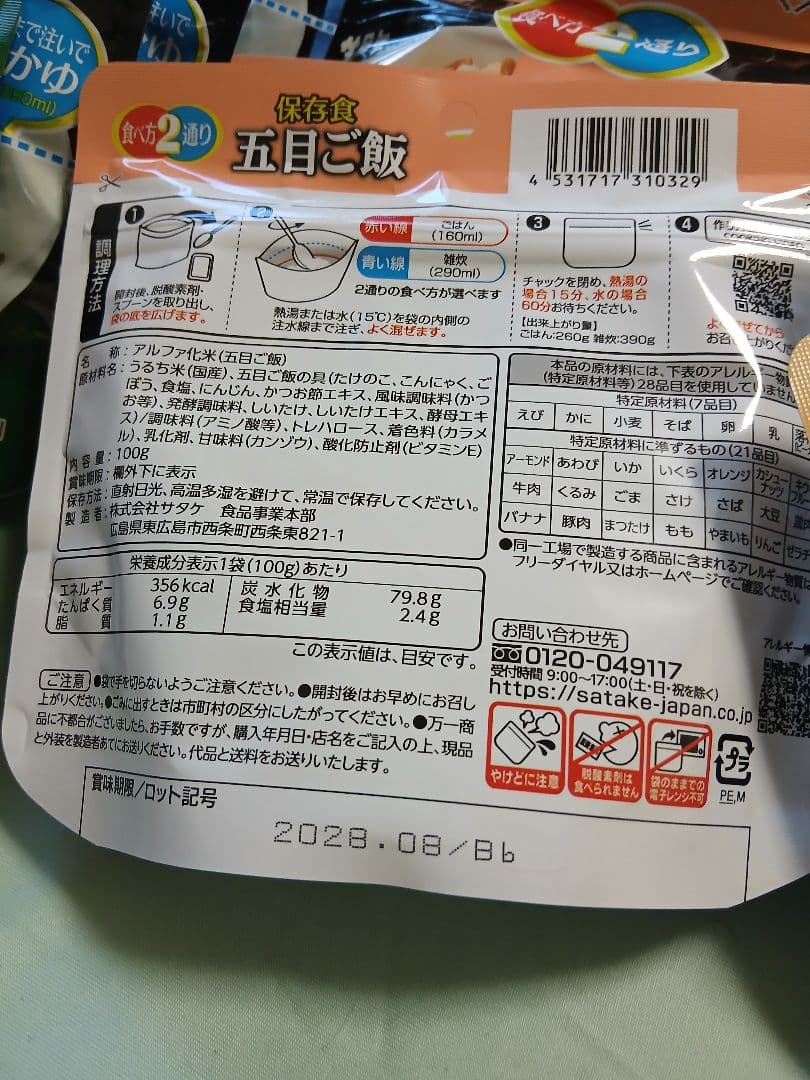 まで注いで
かゆ
注いで
かゆ
食べ方2通り
食べ方2通り
保存食
五目ご飯
4 531717 310329
調理方法
1
開封後、脱酸素剤・
スプーンを取り出し、
袋の底を広げます。
2
赤い線 ごはん(160ml)
青い線 雑炊(290ml)
2通りの食べ方が選べます
熱湯または水(15℃)を袋の内側の
注水線まで注ぎ、よく混ぜます。
3
チャックを閉め、熱湯の
場合15分、水の場合
60分お待ちください。
【出来上がり量】
ごはん:260g 雑炊:390g
4
名 称:アルファ化米(五目ご飯)
原材料名:うるち米(国産)、五目ご飯の具(たけのこ、こんにゃく、ご
ぼう、食塩、にんじん、かつお節エキス、風味調味料(かつ
お等)、発酵調味料、しいたけ、しいたけエキス、酵母エキ
ス)/調味料(アミノ酸等)、トレハロース、着色料(カラメ
ル)、乳化剤、甘味料(カンゾウ)、酸化防止剤(ビタミンE)
内容量:100g
賞味期限:欄外下に表示
保存方法:直射日光、高温多湿を避けて、常温で保存してください。
製造者:株式会社サタケ 食品事業本部
広島県東広島市西条町西条東821-1
栄養成分表示1袋(100g)あたり
エネルギー 356kcal 炭水化物 79.8g
たんぱく質 6.9g 食塩相当量 2.4g
脂質 1.1g
この表示値は、目安です。
本品の原材料には、下表のアレルギー物
(特定原材料等)28品目を使用して
特定原材料(7品目)
えび かに 小麦 そば 卵 乳
特定原材料に準ずるもの(21品目)
アーモンド あわび いか いくら オレンジ カシューナッツ
牛肉 くるみ ごま さけ さば 大豆
バナナ 豚肉 まつたけ もも やまいも りんご
●同一工場で製造する商品に含まれるアレルギー物質
フリーダイヤル又はホームページでご確認ください。
お問い合わせ先
0120-049117
受付時間 9:00~17:00(土・日・祝を除く)
https://satake-japan.co.jp
ご注意 ●袋で手を切らないようご注意ください。●開封後はお早めにお召し
上がりください。●ごみに出すときは市町村の区分にしたがってください。●万一商
品に不都合がございましたら、お手数ですが、購入年月日・店名をご記入の上、現品
と外装を製造者あてにお送りください。代品と送料をお送りいたします。
やけどに注意
脱酸素剤は
食べられません
袋のままでの
電子レンジ不可
プラ
PE,M
賞味期限/ロット記号
2028.08/Bb